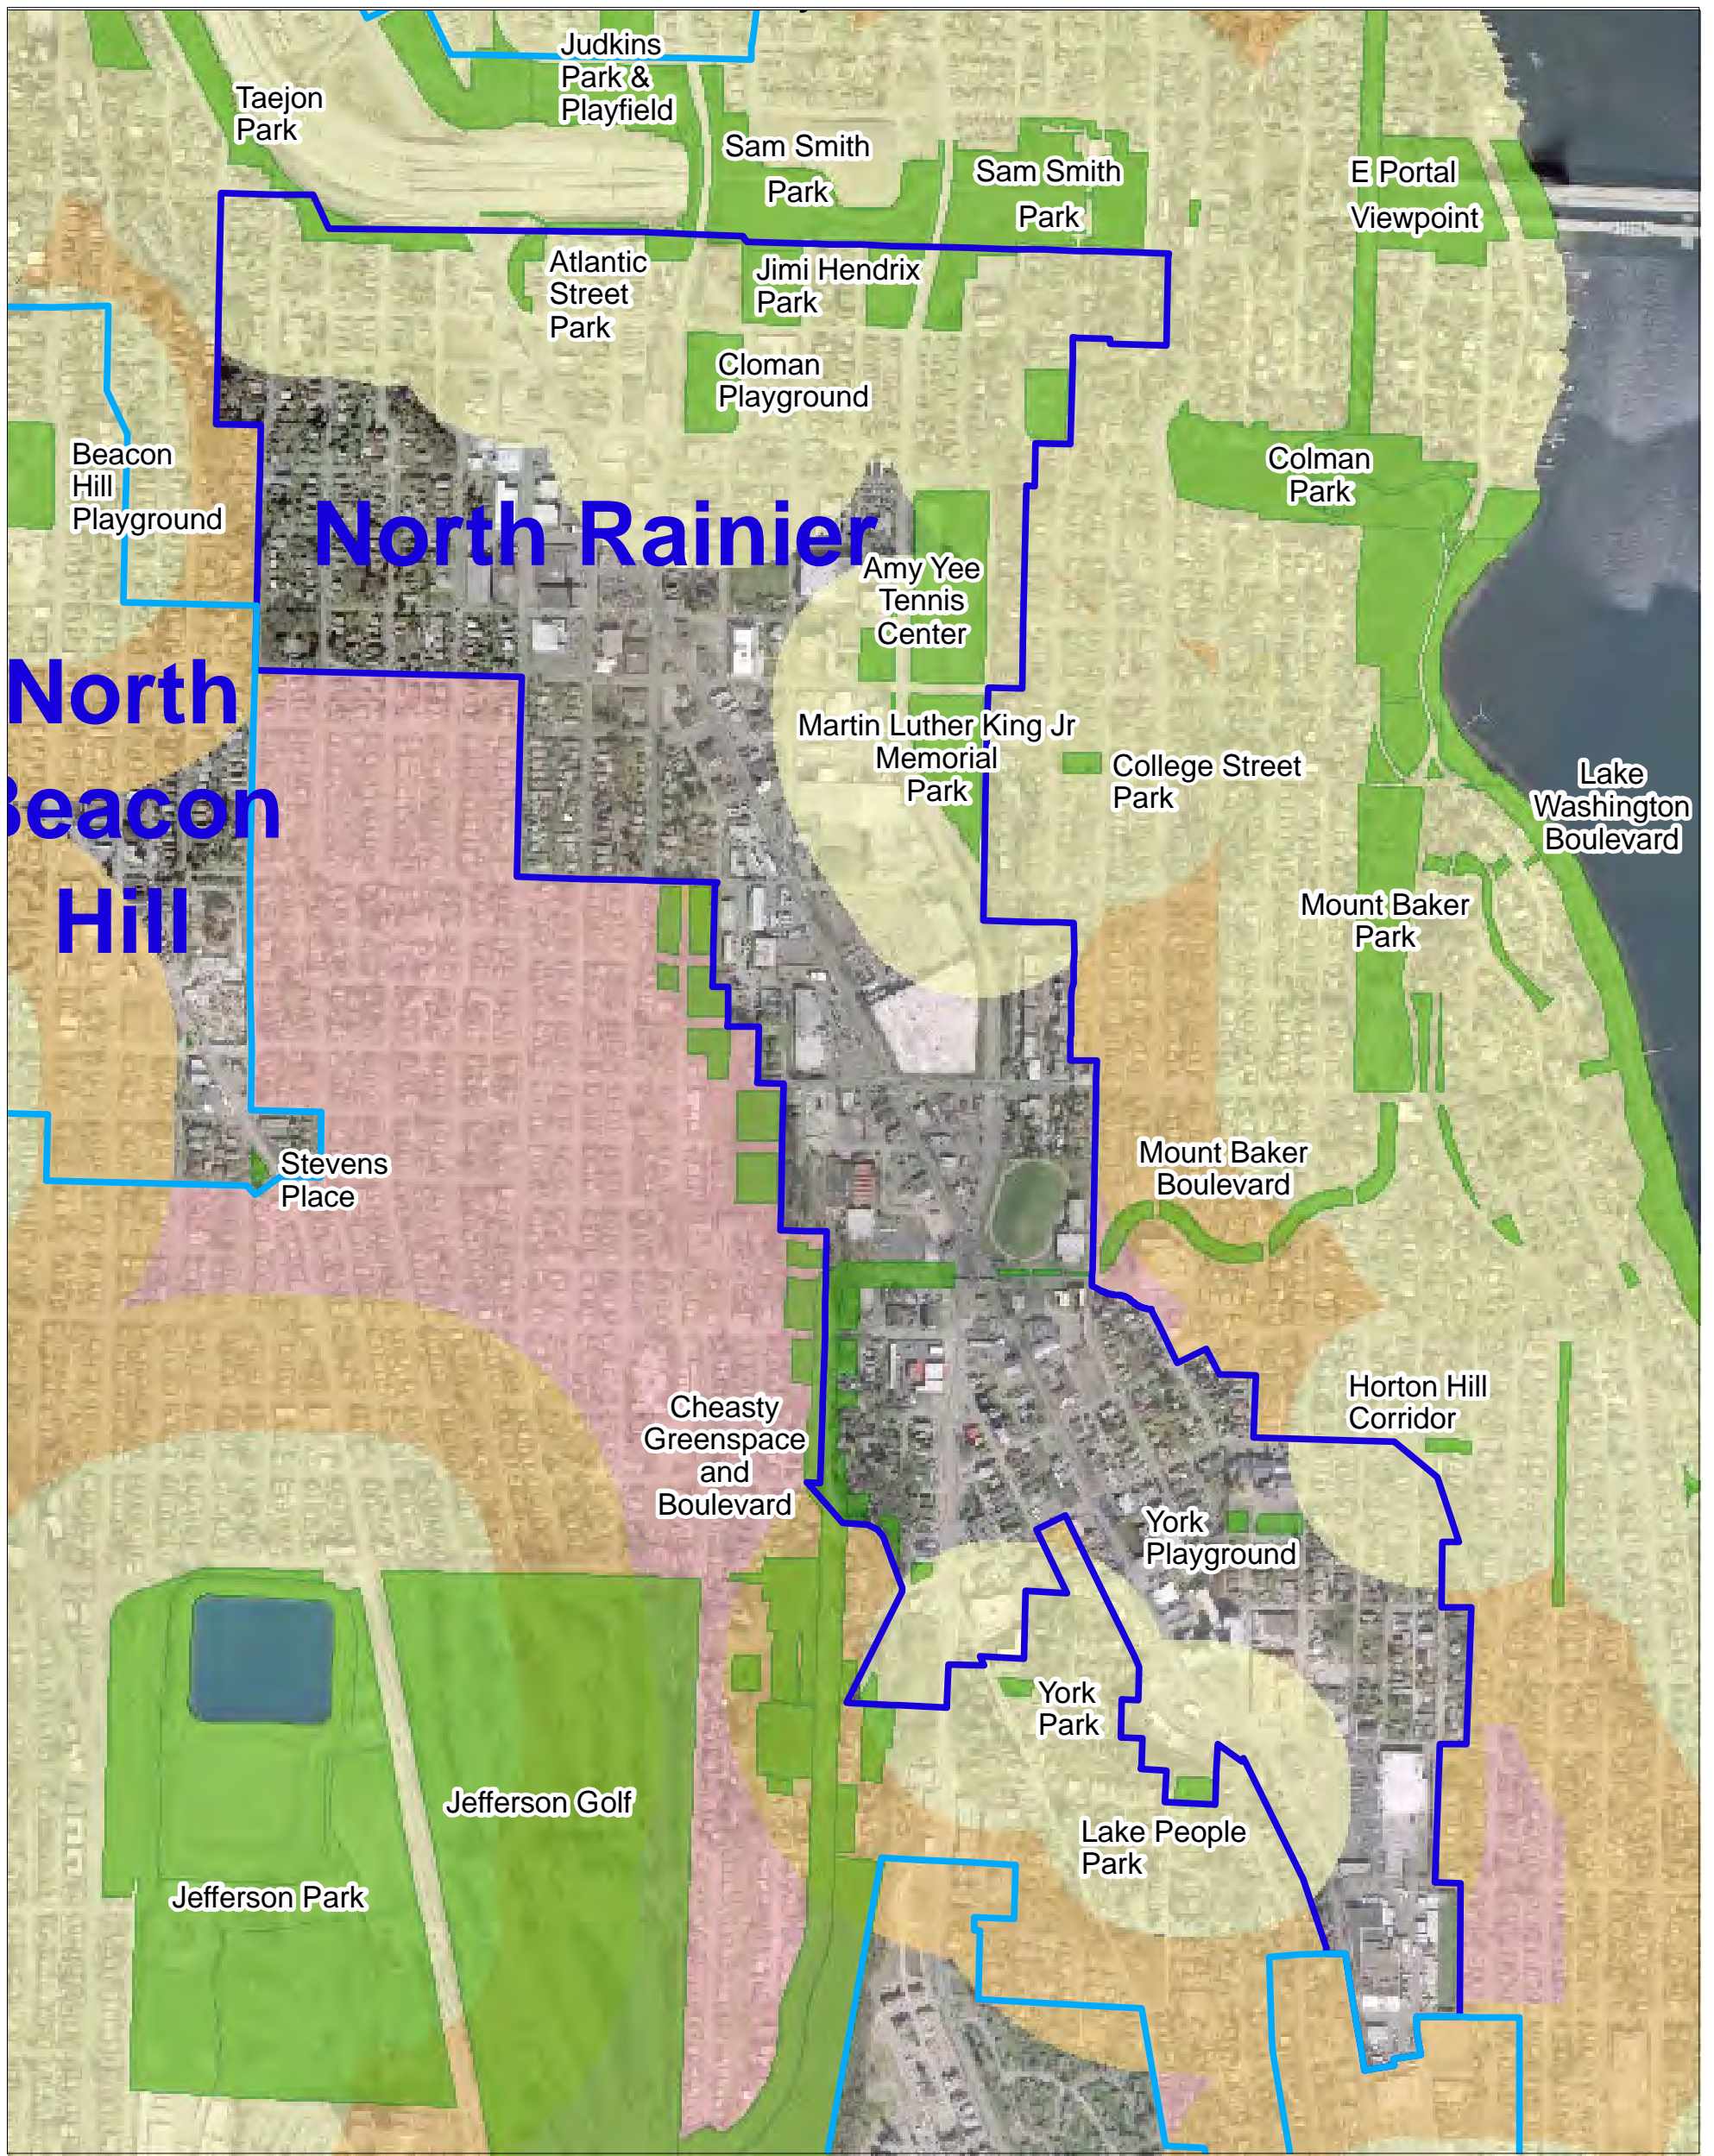 Judkins
Park &
Playfield
Taejon
Park
Sam Smith
Park
Sam Smith
Park
E Portal
Viewpoint
Atlantic
Street
Park
Jimi Hendrix
Park
Cloman
Playground
Beacon
Hill
Playground
Colman
Park
North Rainier
Amy Yee
Tennis
Center
North
Beacon
Hill
Martin Luther King Jr
Memorial
Park
College Street
Park
Lake
Washington
Boulevard
Mount Baker
Park
Stevens
Place
Mount Baker
Boulevard
Cheasty
Greenspace
and
Boulevard
Horton Hill
Corridor
York
Playground
York
Park
Jefferson Golf
Lake People
Park
Jefferson Park